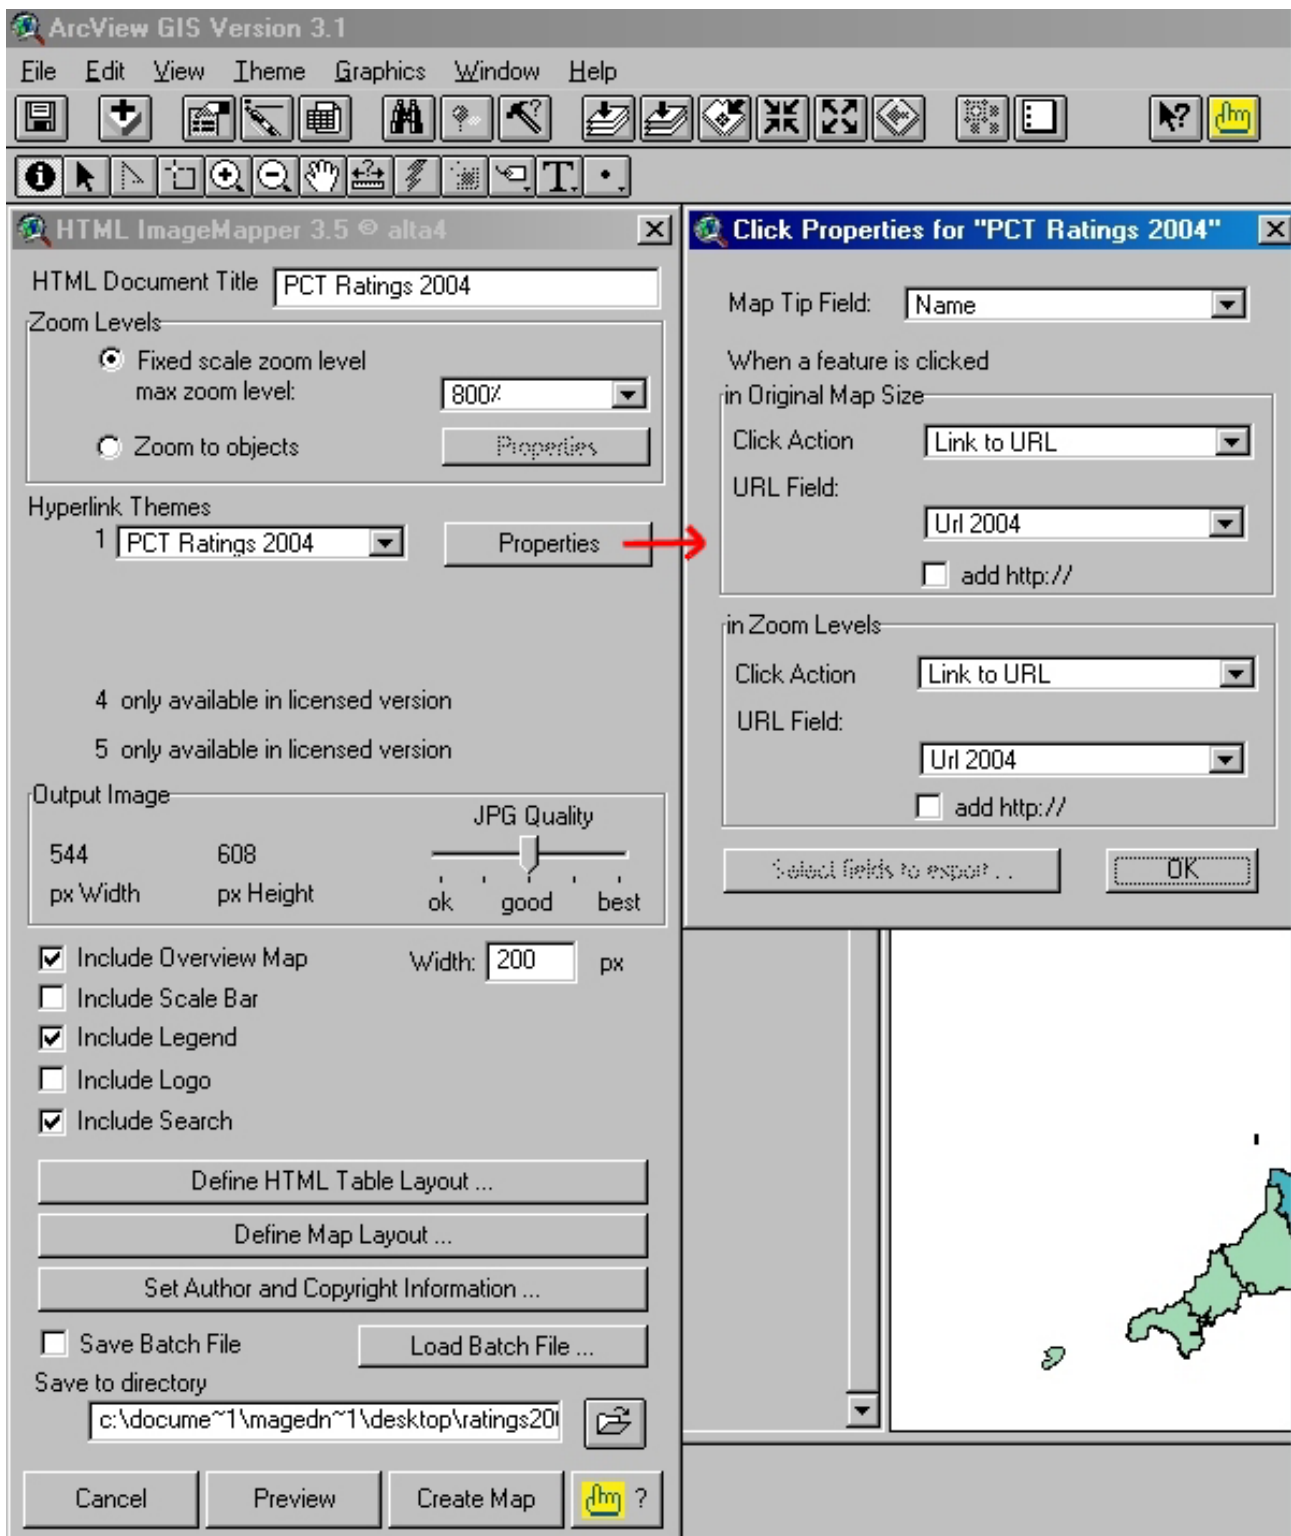 ArcView GIS Version 3.1
File Edit View Theme Graphics Window Help
HTML ImageMapper 3.5 © alta4
HTML Document Title PCT Ratings 2004
Zoom Levels
Fixed scale zoom level
max zoom level: 800%
Zoom to objects Properties
Hyperlink Themes
1 PCT Ratings 2004 Properties
4 only available in licensed version
5 only available in licensed version
Output Image
JPG Quality
544 608
px Width px Height
ok good best
Include Overview Map Width: 200 px
Include Scale Bar
Include Legend
Include Logo
Include Search
Define HTML Table Layout ...
Define Map Layout ...
Set Author and Copyright Information ...
Save Batch File Load Batch File ...
Save to directory
c:\docume~1\magedn~1\desktop\ratings20
Cancel Preview Create Map ?
Click Properties for "PCT Ratings 2004"
Map Tip Field: Name
When a feature is clicked
in Original Map Size
Click Action Link to URL
URL Field:
Url 2004
add http://
in Zoom Levels
Click Action Link to URL
URL Field:
Url 2004
add http://
Select fields to export ... OK